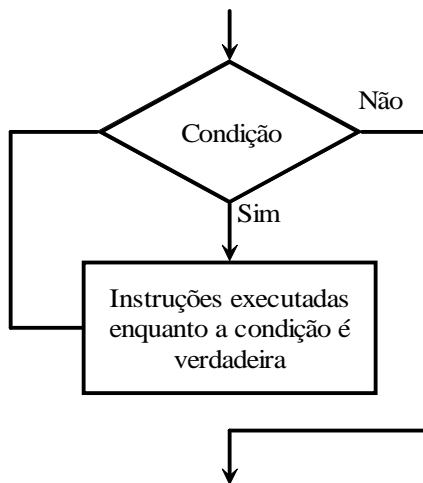 Não
Condição
Sim
Instruções executadas
enquanto a condição é
verdadeira